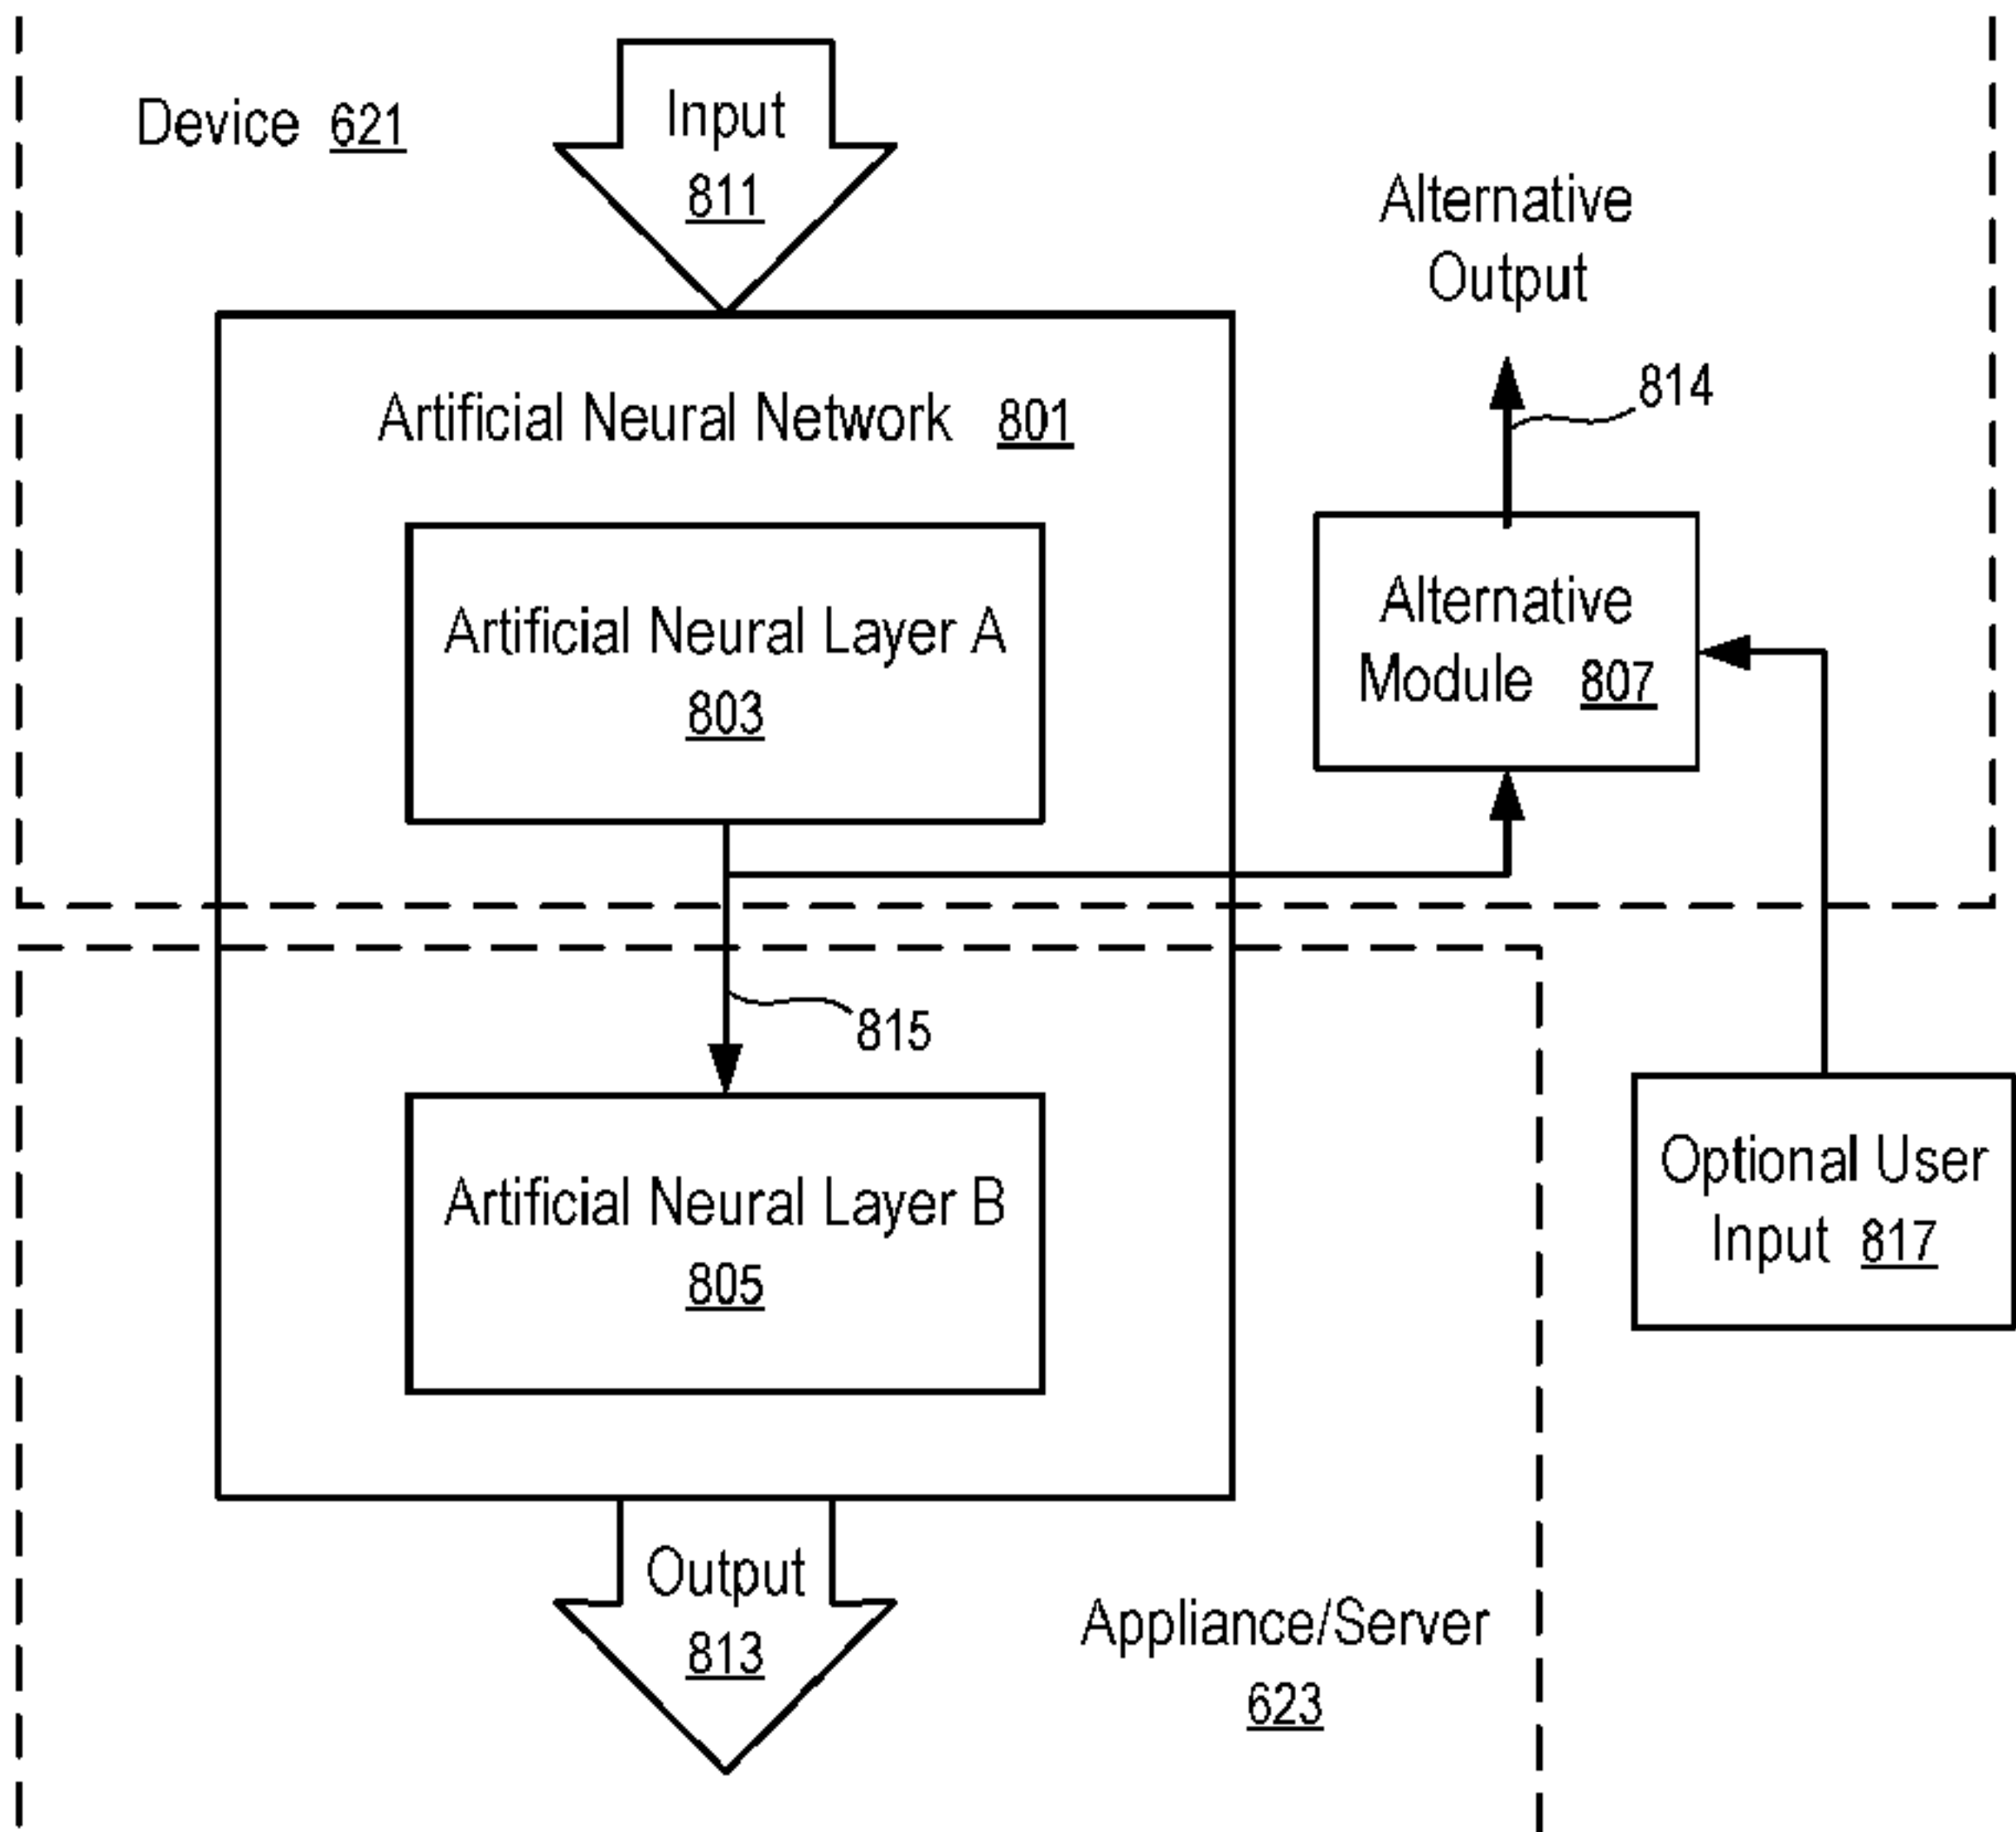 Device 621
Input
811
Alternative
Output
814
Artificial Neural Network 801
Artificial Neural Layer A
803
Alternative
Module 807
815
Artificial Neural Layer B
805
Optional User
Input 817
Output
813
Appliance/Server
623